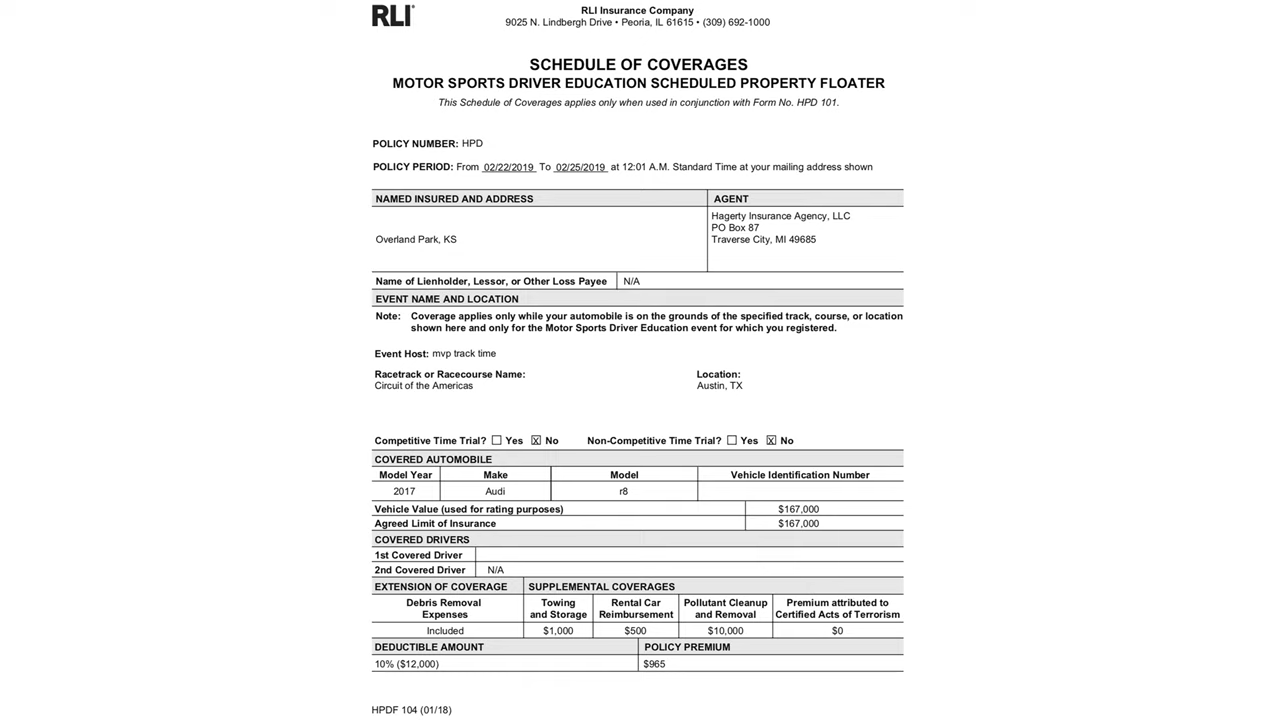 RLI®
RLI Insurance Company
9025 N. Lindbergh Drive • Peoria, IL 61615 • (309) 692-1000
SCHEDULE OF COVERAGES
MOTOR SPORTS DRIVER EDUCATION SCHEDULED PROPERTY FLOATER
This Schedule of Coverages applies only when used in conjunction with Form No. HPD 101.
POLICY NUMBER: HPD
POLICY PERIOD: From 02/22/2019 To 02/25/2019 at 12:01 A.M. Standard Time at your mailing address shown
NAMED INSURED AND ADDRESS AGENT
Hagerty Insurance Agency, LLC
PO Box 87
Overland Park, KS Traverse City, MI 49685
Name of Lienholder, Lessor, or Other Loss Payee N/A
EVENT NAME AND LOCATION
Note: Coverage applies only while your automobile is on the grounds of the specified track, course, or location
shown here and only for the Motor Sports Driver Education event for which you registered.
Event Host: mvp track time
Racetrack or Racecourse Name: Location:
Circuit of the Americas Austin, TX
Competitive Time Trial? ☐ Yes ☒ No Non-Competitive Time Trial? ☐ Yes ☒ No
COVERED AUTOMOBILE
Model Year Make Model Vehicle Identification Number
2017 Audi r8
Vehicle Value (used for rating purposes) $167,000
Agreed Limit of Insurance $167,000
COVERED DRIVERS
1st Covered Driver
2nd Covered Driver N/A
EXTENSION OF COVERAGE SUPPLEMENTAL COVERAGES
Debris Removal Towing Rental Car Pollutant Cleanup Premium attributed to
Expenses and Storage Reimbursement and Removal Certified Acts of Terrorism
Included $1,000 $500 $10,000 $0
DEDUCTIBLE AMOUNT POLICY PREMIUM
10% ($12,000) $965
HPDF 104 (01/18)